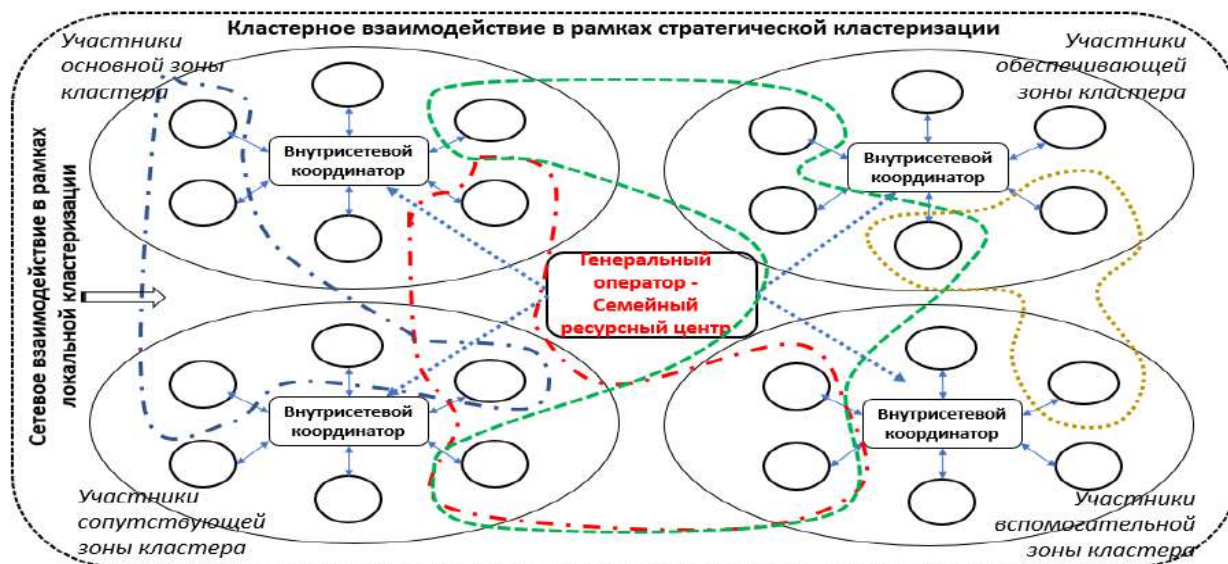 Кластерное взаимодействие в рамках стратегической кластеризации
Участники
основной зоны
кластера
Участники
обеспечивающей
зоны кластера
Внутрисетевой
координатор
Внутрисетевой
координатор
Сетевое взаимодействие в рамках
локальной кластеризации
Генеральный
оператор -
Семейный
ресурсный центр
Внутрисетевой
координатор
Внутрисетевой
координатор
Участники
сопутствующей
зоны кластера
Участники
вспомогательной
зоны кластера